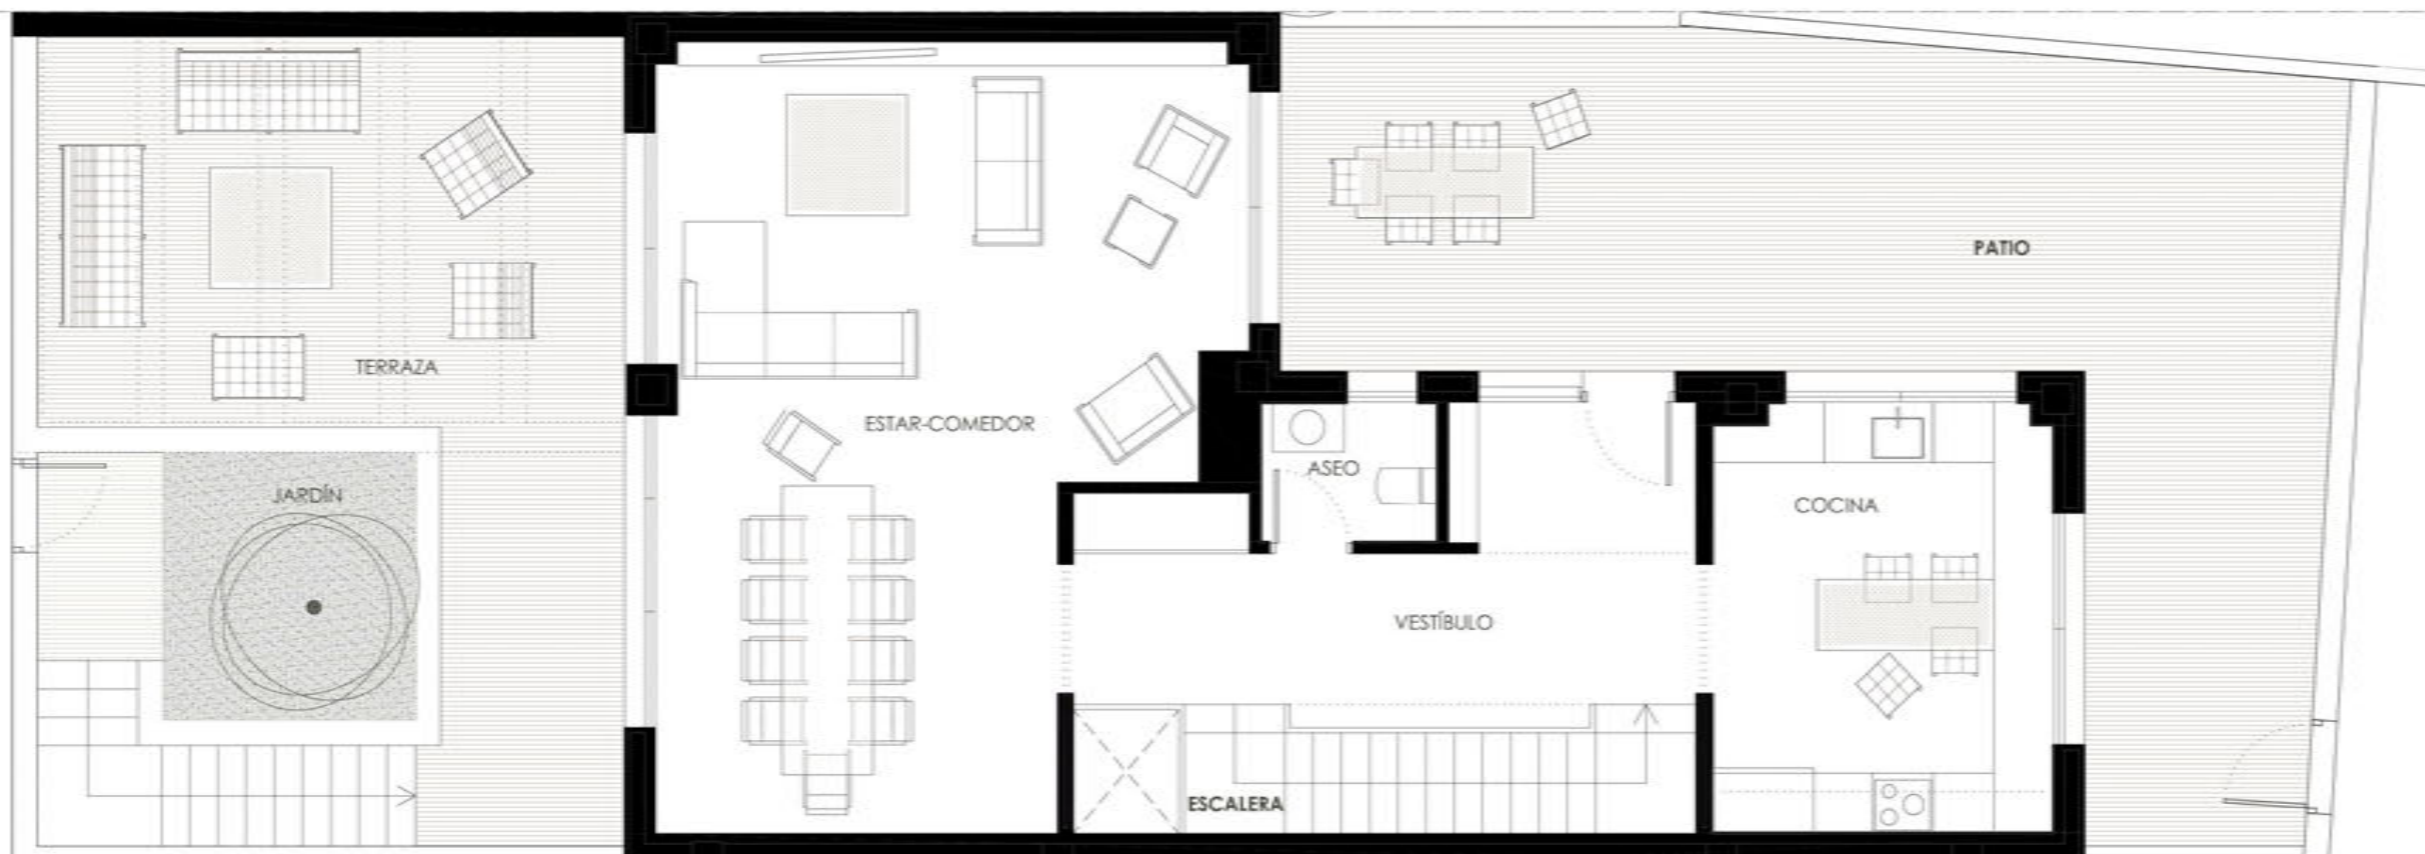 PATIO
TERRAZA
ESTAR-COMEDOR
ASEO
JARDÍN
COCINA
VESTÍBULO
ESCALERA